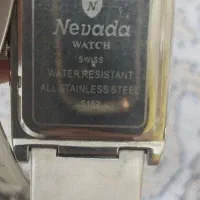 N
Nevada
WATCH
SWISS
WATER RESISTANT
ALL STAINLESS STEEL